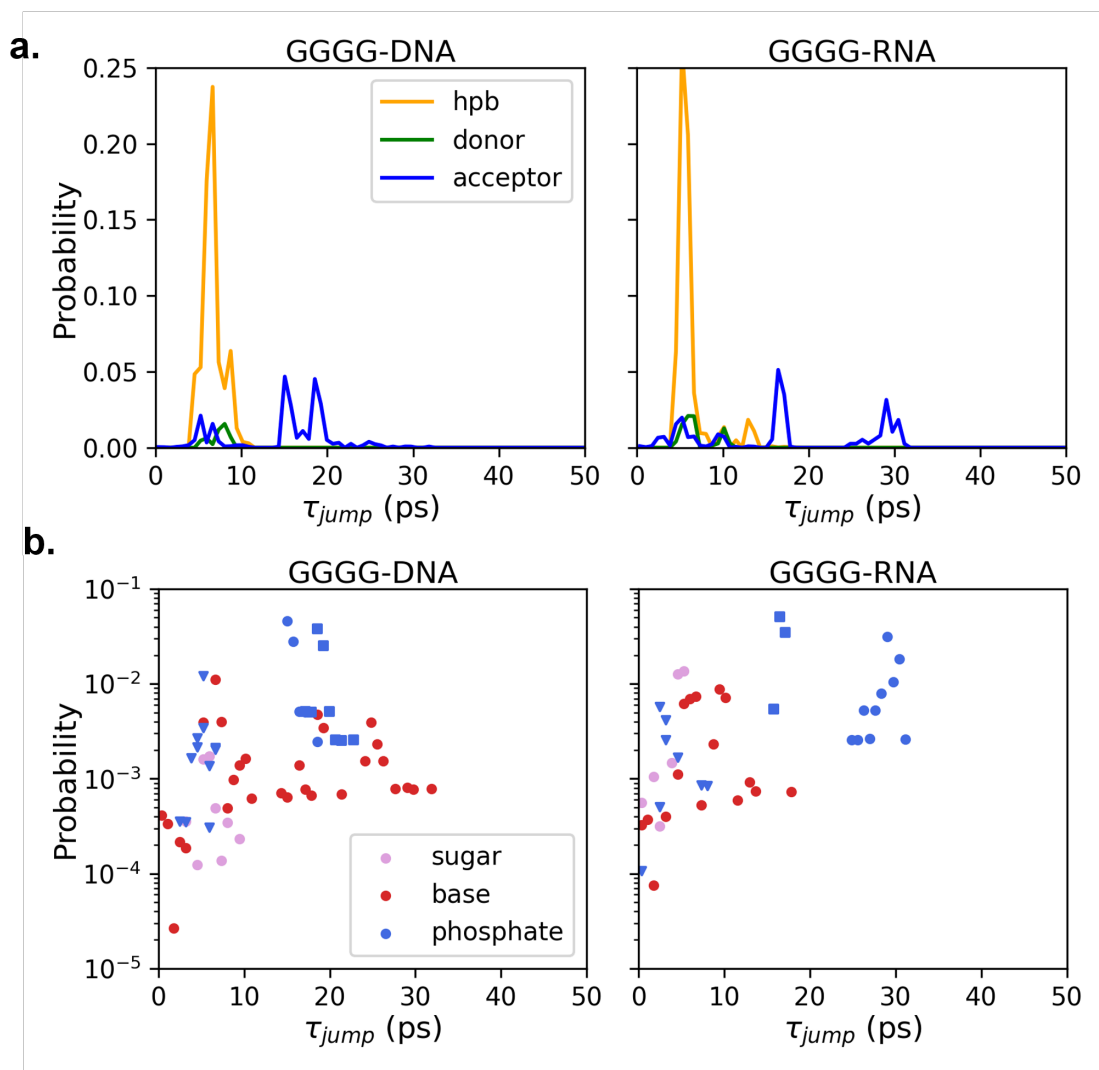 a.
GGGG-DNA
GGGG-RNA
0.25
0.20
0.15
0.10
0.05
0.00
Probability
hpb
donor
acceptor
0 10 20 30 40 50
0 10 20 30 40 50
τjump (ps)
τjump (ps)
b.
GGGG-DNA
GGGG-RNA
10−1
10−2
10−3
10−4
10−5
Probability
sugar
base
phosphate
0 10 20 30 40 50
0 10 20 30 40 50
τjump (ps)
τjump (ps)